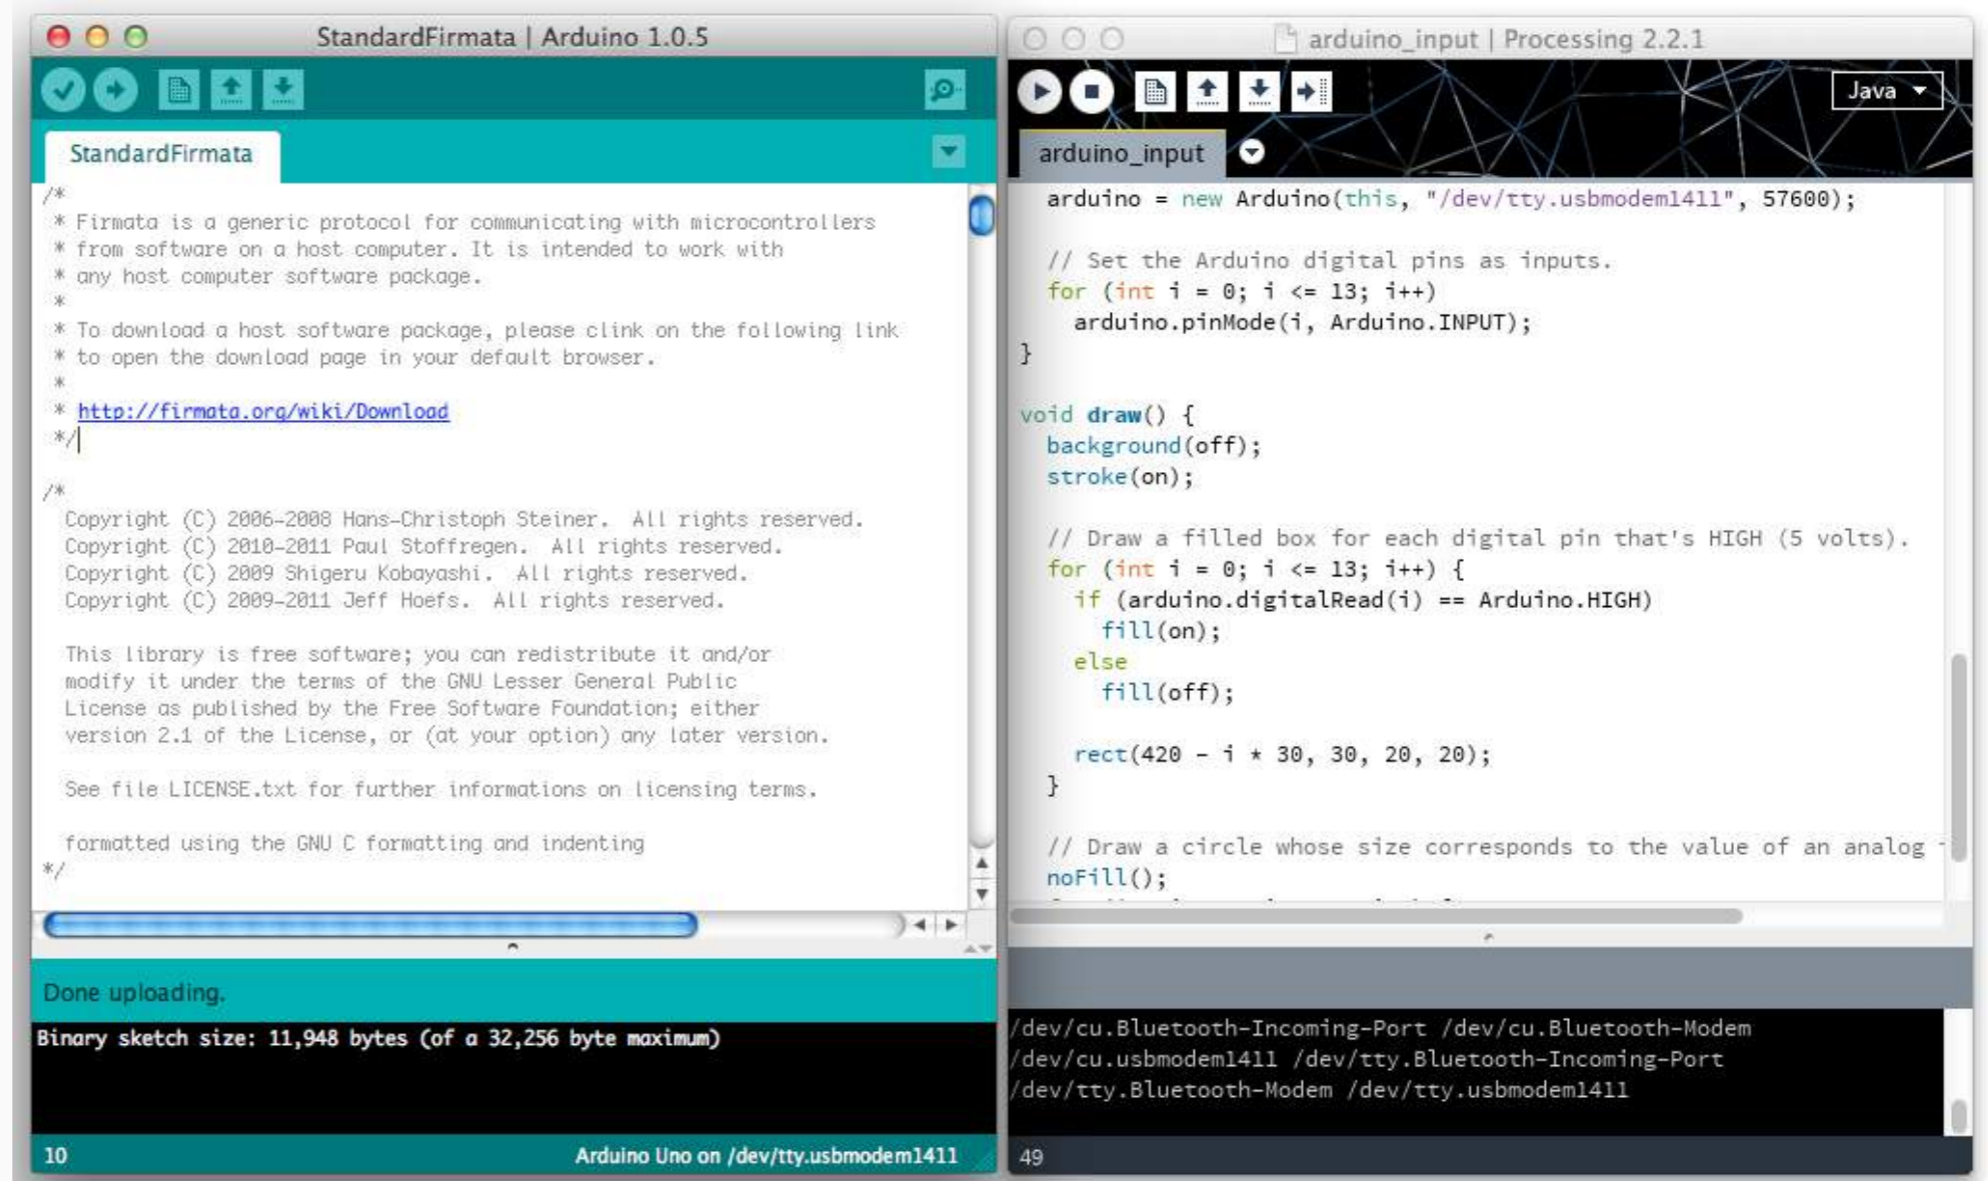 StandardFirmata | Arduino 1.0.5
StandardFirmata
/*
 * Firmata is a generic protocol for communicating with microcontrollers
 * from software on a host computer. It is intended to work with
 * any host computer software package.
 *
 * To download a host software package, please clink on the following link
 * to open the download page in your default browser.
 *
 * http://firmata.org/wiki/Download
 */
/*
  Copyright (C) 2006-2008 Hans-Christoph Steiner.  All rights reserved.
  Copyright (C) 2010-2011 Paul Stoffregen.  All rights reserved.
  Copyright (C) 2009 Shigeru Kobayashi.  All rights reserved.
  Copyright (C) 2009-2011 Jeff Hoefs.  All rights reserved.
  This library is free software; you can redistribute it and/or
  modify it under the terms of the GNU Lesser General Public
  License as published by the Free Software Foundation; either
  version 2.1 of the License, or (at your option) any later version.
  See file LICENSE.txt for further informations on licensing terms.
  formatted using the GNU C formatting and indenting
*/
Done uploading.
Binary sketch size: 11,948 bytes (of a 32,256 byte maximum)
10
Arduino Uno on /dev/tty.usbmodem1411
arduino_input | Processing 2.2.1
Java
arduino_input
  arduino = new Arduino(this, "/dev/tty.usbmodem1411", 57600);
  // Set the Arduino digital pins as inputs.
  for (int i = 0; i <= 13; i++)
    arduino.pinMode(i, Arduino.INPUT);
}
void draw() {
  background(off);
  stroke(on);
  // Draw a filled box for each digital pin that's HIGH (5 volts).
  for (int i = 0; i <= 13; i++) {
    if (arduino.digitalRead(i) == Arduino.HIGH)
      fill(on);
    else
      fill(off);
    rect(420 - i * 30, 30, 20, 20);
  }
  // Draw a circle whose size corresponds to the value of an analog
  noFill();
/dev/cu.Bluetooth-Incoming-Port /dev/cu.Bluetooth-Modem
/dev/cu.usbmodem1411 /dev/tty.Bluetooth-Incoming-Port
/dev/tty.Bluetooth-Modem /dev/tty.usbmodem1411
49